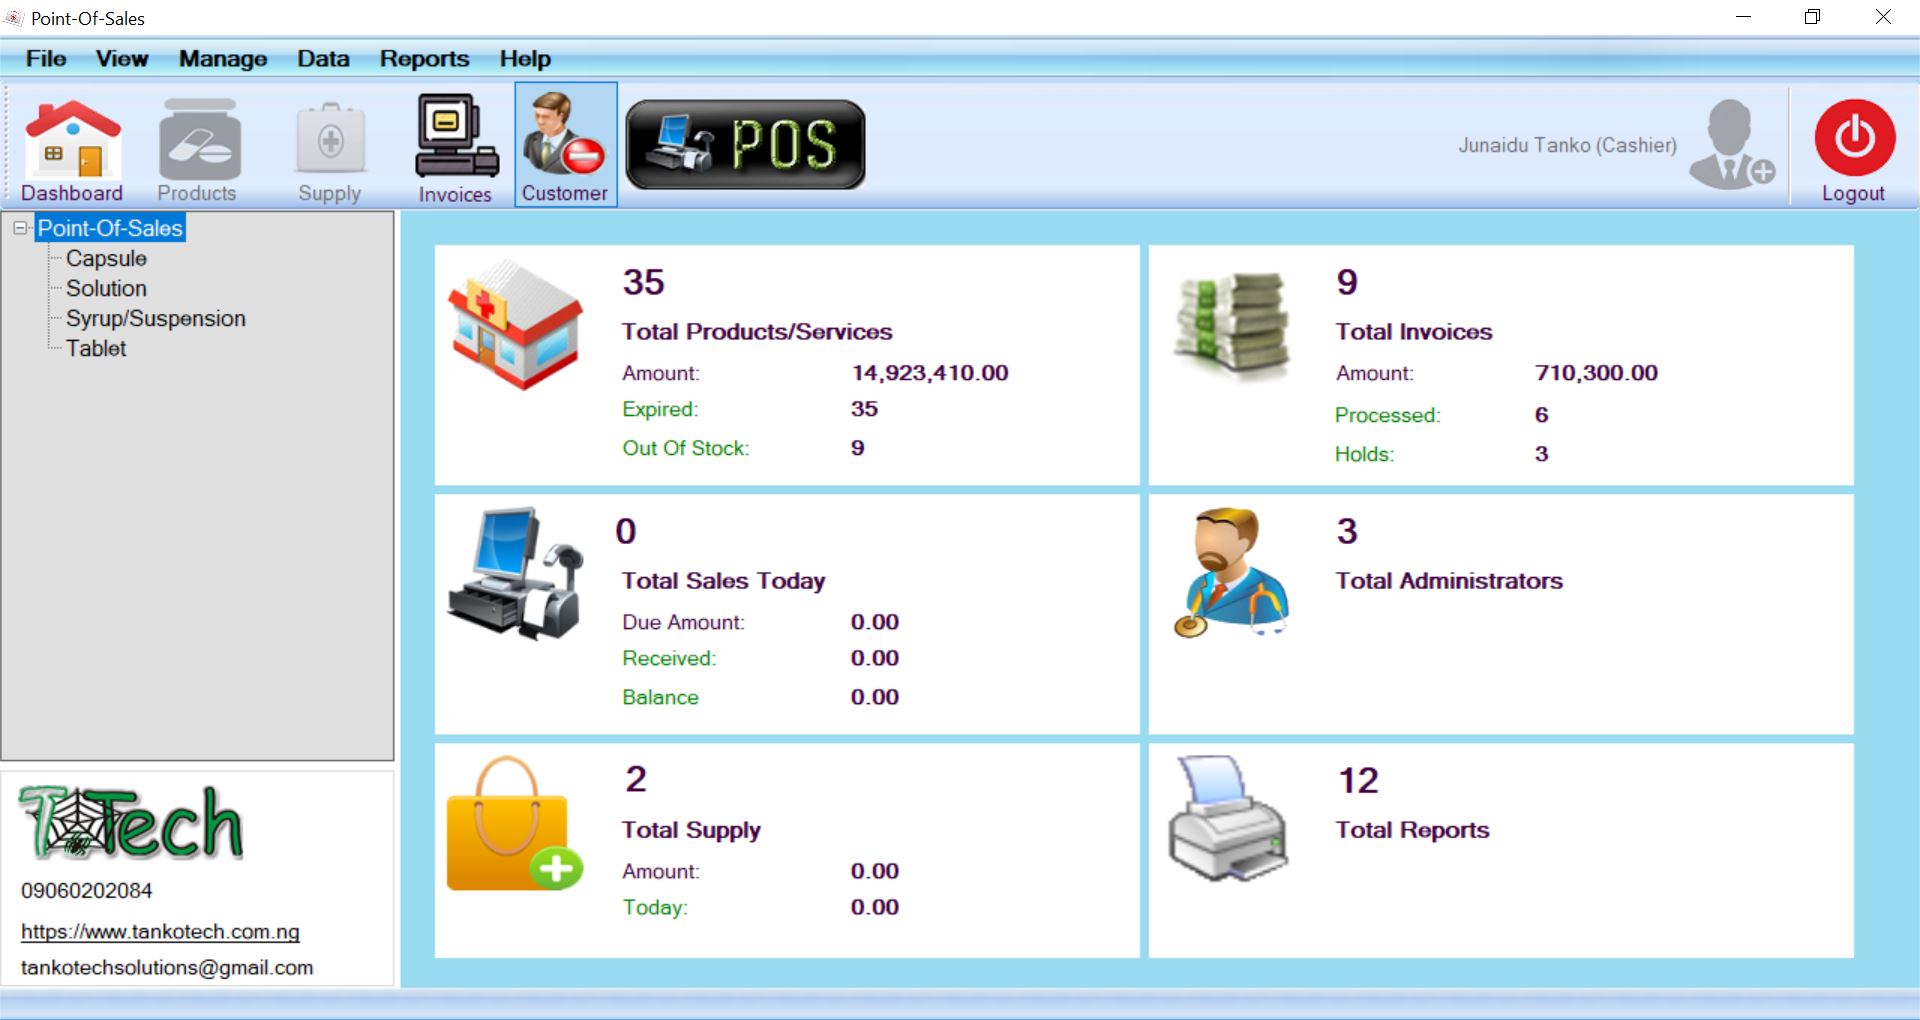 Point-Of-Sales
File View Manage Data Reports Help
Dashboard
Products
Supply
Invoices
Customer
POS
Junaidu Tanko (Cashier)
Logout
Point-Of-Sales
Capsule
Solution
Syrup/Suspension
Tablet
35
Total Products/Services
Amount: 14,923,410.00
Expired: 35
Out Of Stock: 9
9
Total Invoices
Amount: 710,300.00
Processed: 6
Holds: 3
0
Total Sales Today
Due Amount: 0.00
Received: 0.00
Balance 0.00
3
Total Administrators
2
Total Supply
Amount: 0.00
Today: 0.00
12
Total Reports
Tech
09060202084
https://www.tankotech.com.ng
tankotechsolutions@gmail.com